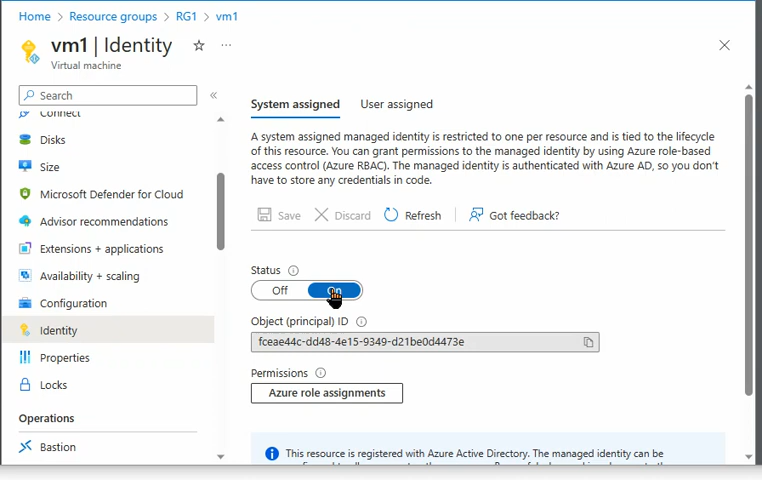 Home > Resource groups > RG1 > vm1
vm1 | Identity
Virtual machine
Search
Connect
Disks
Size
Microsoft Defender for Cloud
Advisor recommendations
Extensions + applications
Availability + scaling
Configuration
Identity
Properties
Locks
Operations
Bastion
System assigned User assigned
A system assigned managed identity is restricted to one per resource and is tied to the lifecycle
of this resource. You can grant permissions to the managed identity by using Azure role-based
access control (Azure RBAC). The managed identity is authenticated with Azure AD, so you don't
have to store any credentials in code.
Save Discard Refresh Got feedback?
Status
Off On
Object (principal) ID
fceae44c-dd48-4e15-9349-d21be0d4473e
Permissions
Azure role assignments
This resource is registered with Azure Active Directory. The managed identity can be